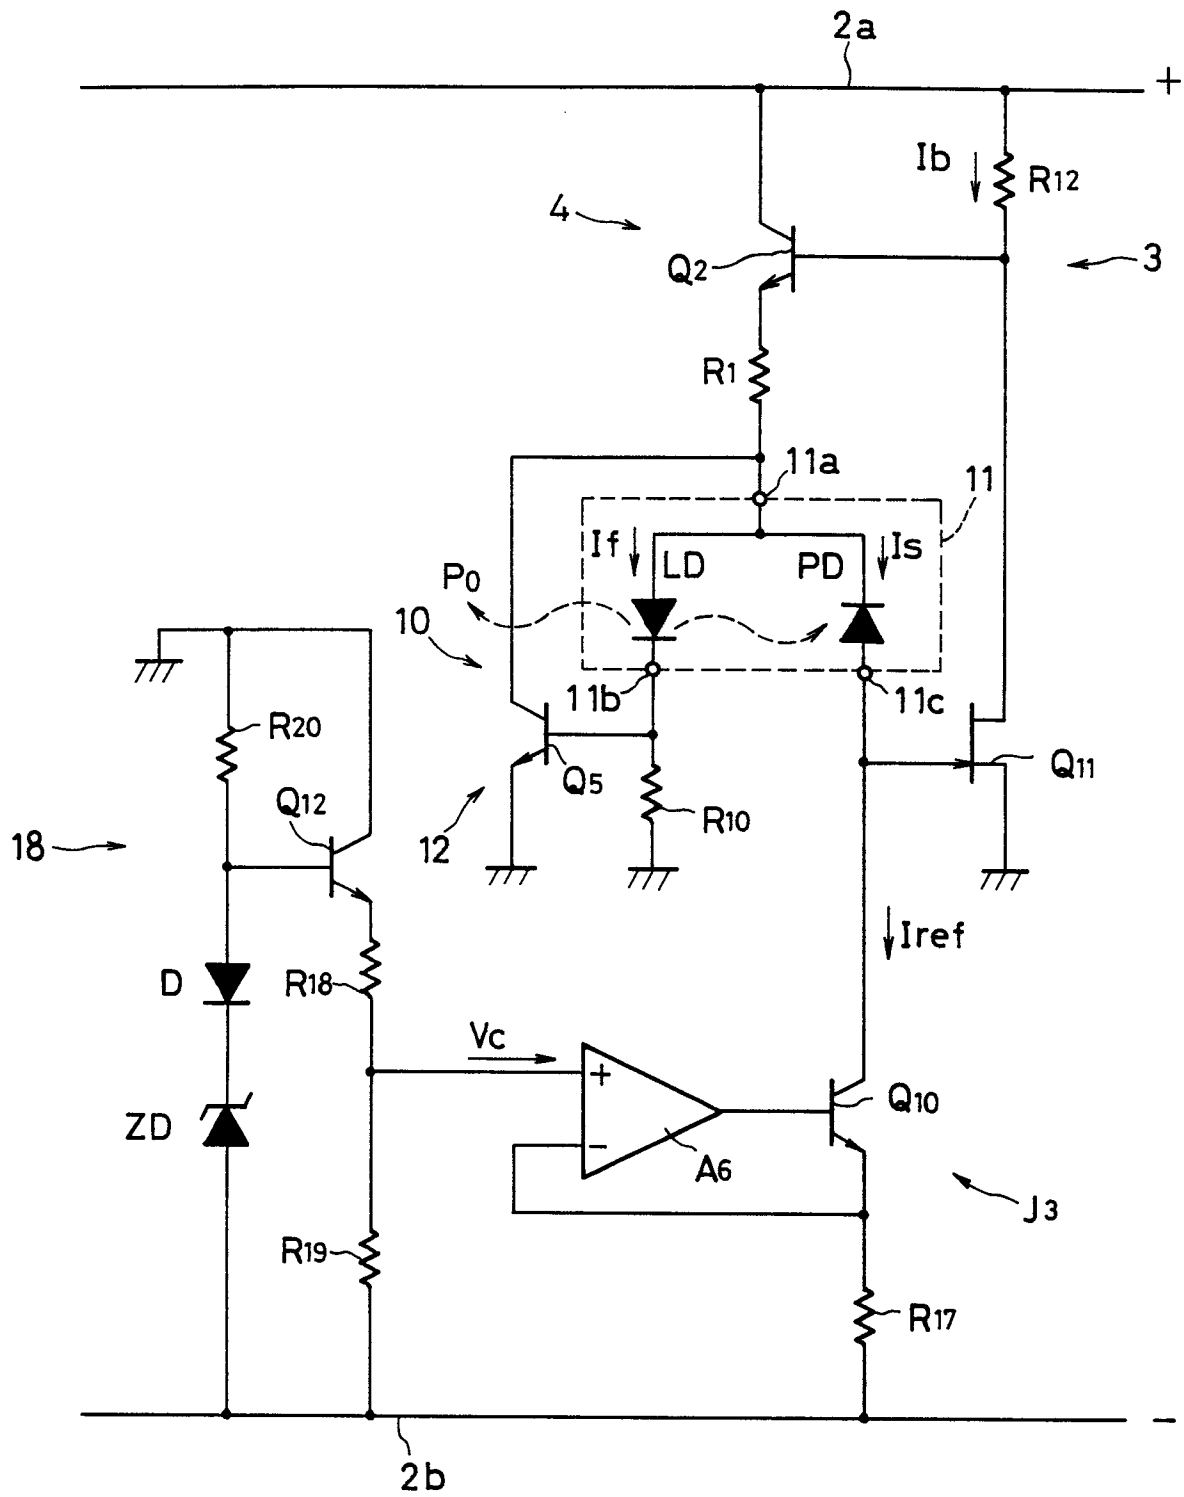 2a
+
Ib
R12
4
Q2
3
R1
11a
11
If
LD
PD
Is
P0
10
11b
11c
R20
Q5
Q11
Q12
R10
12
18
Iref
D
R18
Vc
+
Q10
ZD
−
A6
J3
R19
R17
−
2b